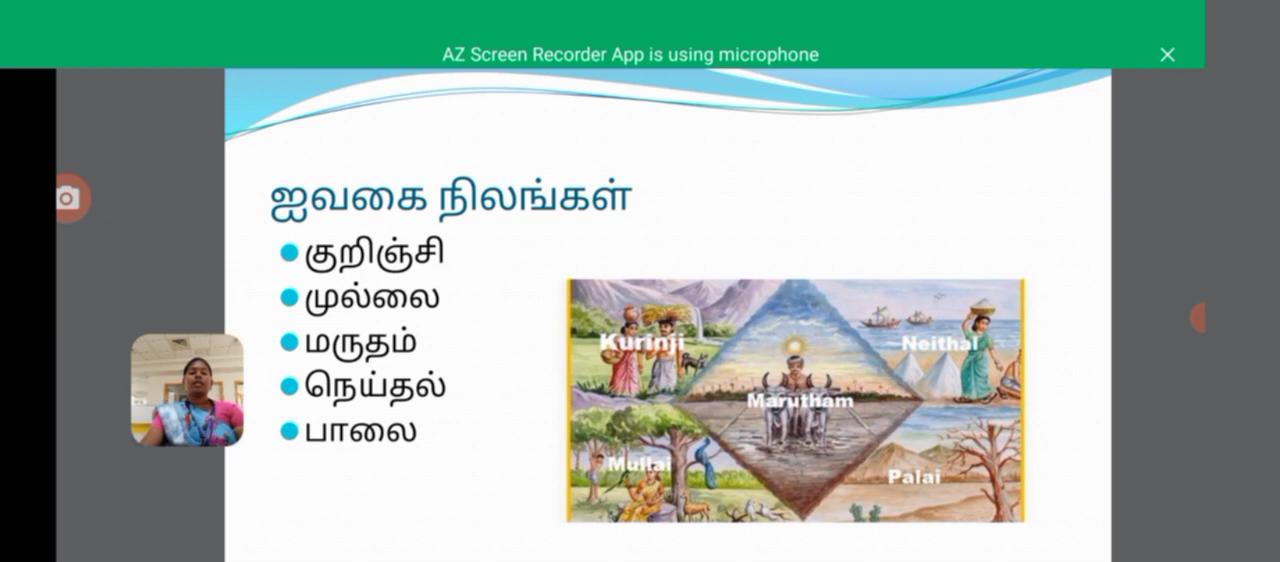 AZ Screen Recorder App is using microphone
ஐவகை நிலங்கள்
குறிஞ்சி
முல்லை
மருதம்
நெய்தல்
பாலை
Kurinji
Neithal
Marutham
Mullai
Palai